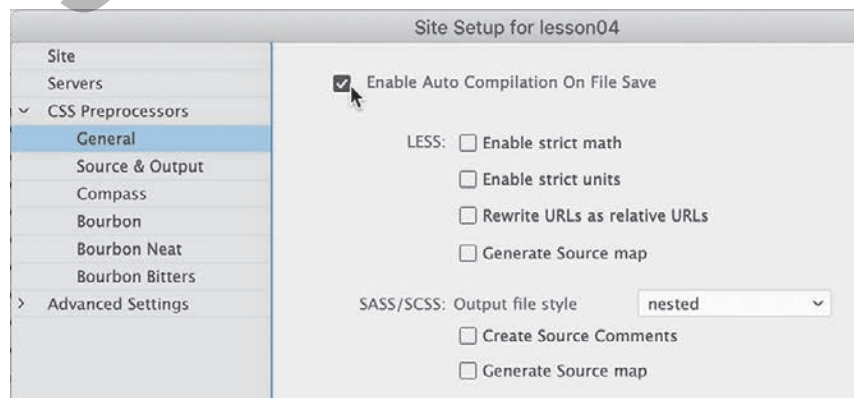 Site Setup for lesson04
Site
Servers
CSS Preprocessors
General
Source & Output
Compass
Bourbon
Bourbon Neat
Bourbon Bitters
Advanced Settings
Enable Auto Compilation On File Save
LESS: Enable strict math
Enable strict units
Rewrite URLs as relative URLs
Generate Source map
SASS/SCSS: Output file style nested
Create Source Comments
Generate Source map